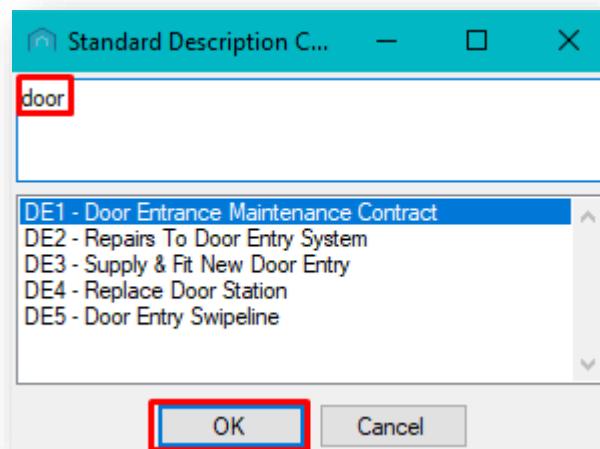 Standard Description C...
door
DE1 - Door Entrance Maintenance Contract
DE2 - Repairs To Door Entry System
DE3 - Supply & Fit New Door Entry
DE4 - Replace Door Station
DE5 - Door Entry Swipeline
OK Cancel